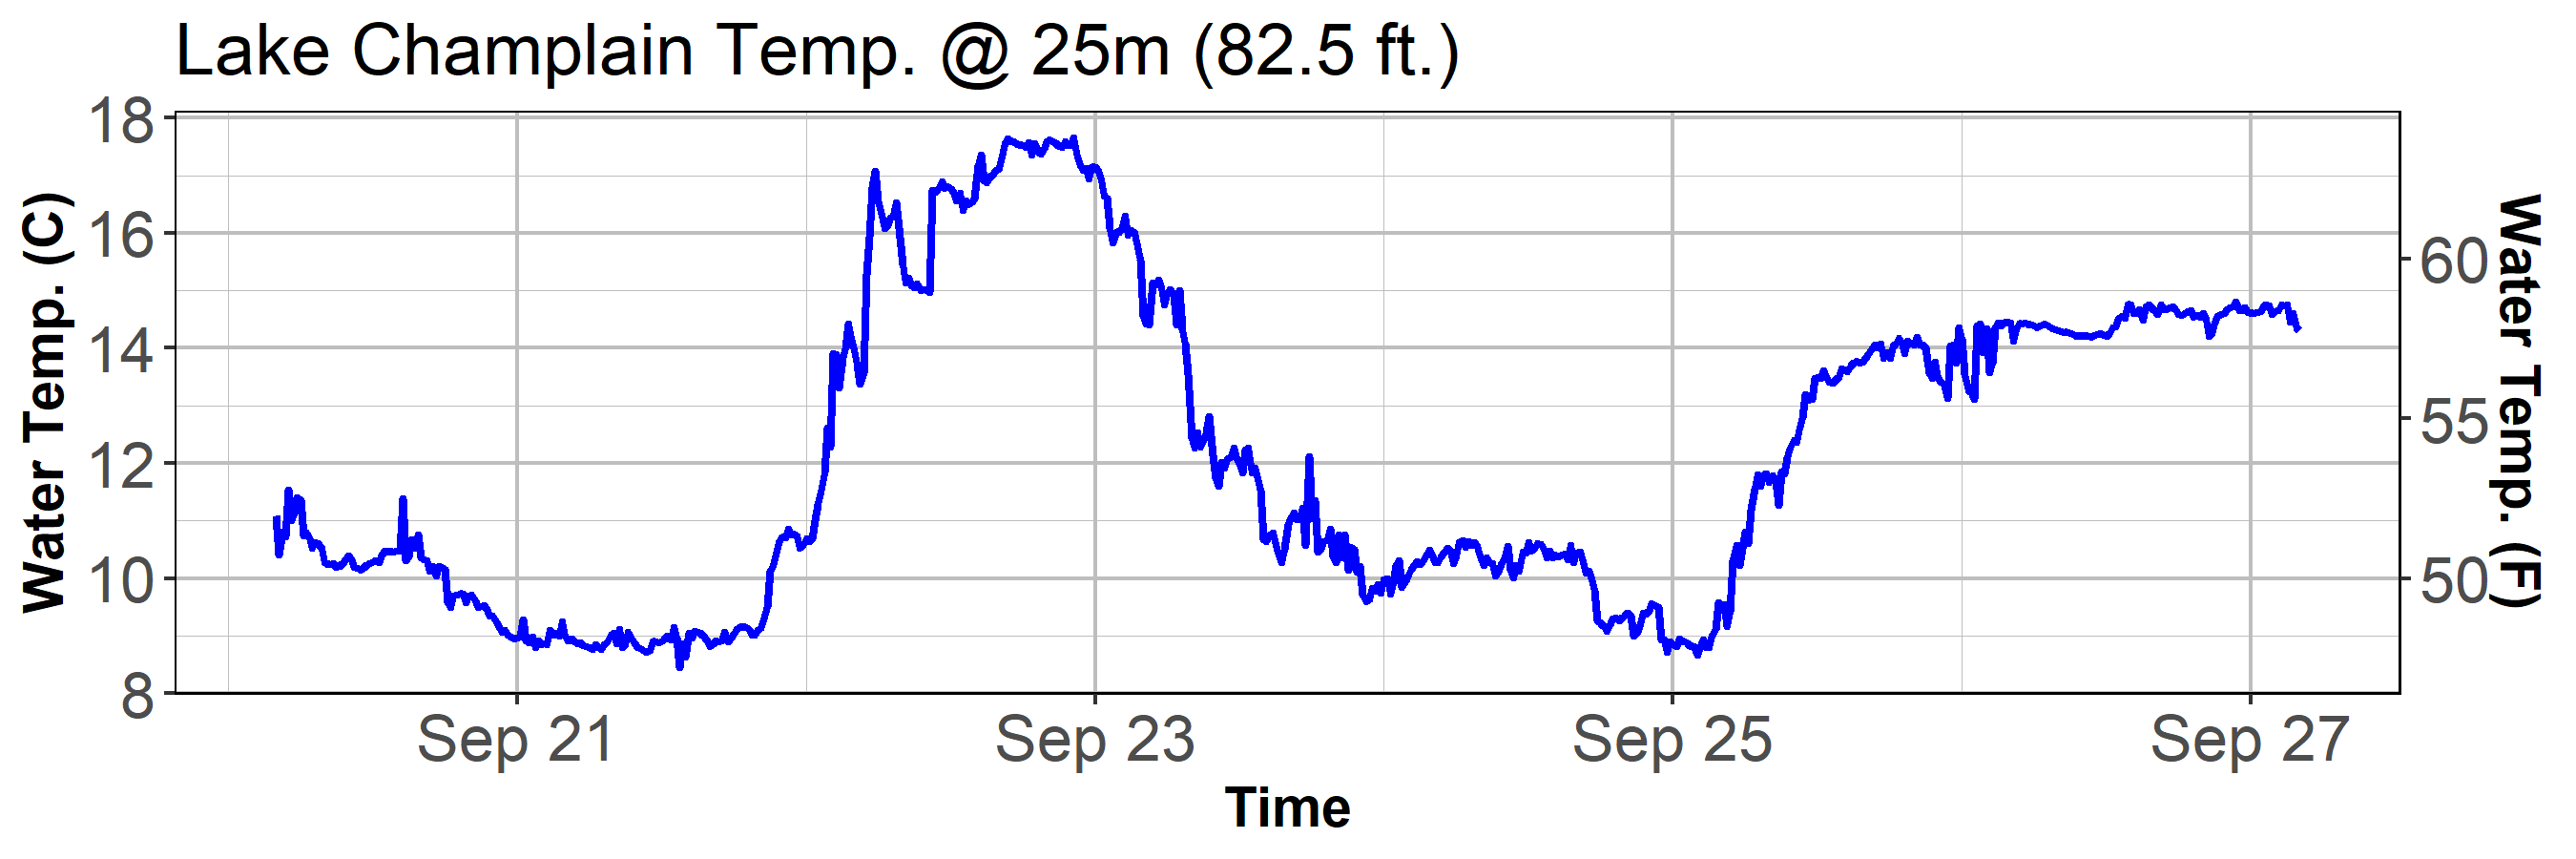 Lake Champlain Temp. @ 25m (82.5 ft.)
Water Temp. (C)
18
16
14
12
10
8
60
55
50
Water Temp. (F)
Sep 21 Sep 23 Sep 25 Sep 27
Time